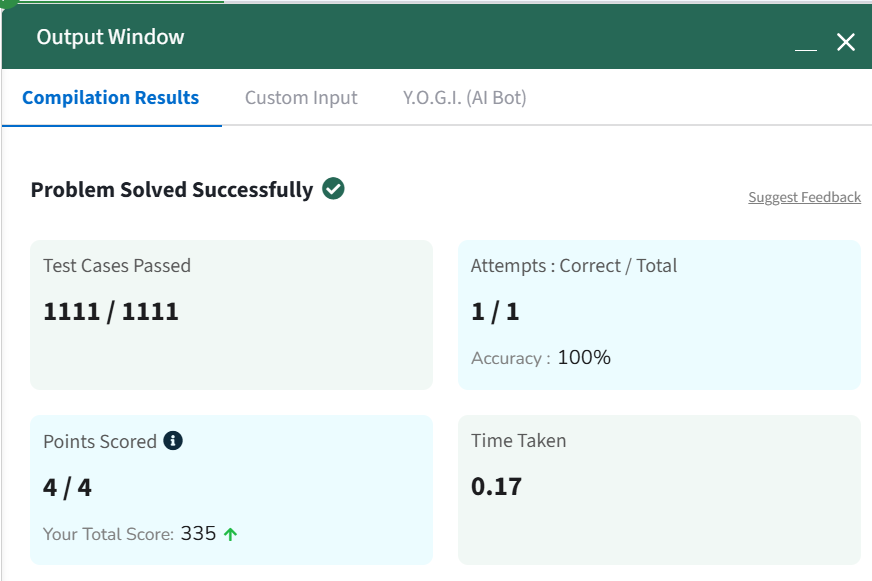 Output Window
Compilation Results
Custom Input
Y.O.G.I. (AI Bot)
Problem Solved Successfully
Suggest Feedback
Test Cases Passed
1111 / 1111
Attempts : Correct / Total
1 / 1
Accuracy : 100%
Points Scored
4 / 4
Your Total Score: 335
Time Taken
0.17